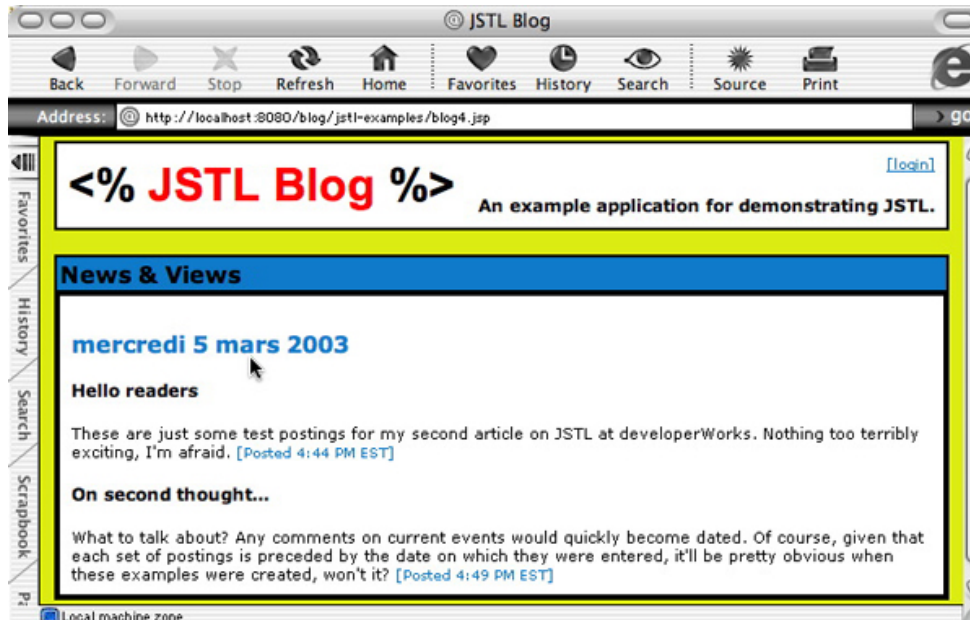 @ JSTL Blog
Back Forward Stop Refresh Home Favorites History Search Source Print
Address: @ http://localhost:8080/blog/jstl-examples/blog4.jsp
[login]
<% JSTL Blog %> An example application for demonstrating JSTL.
News & Views
mercredi 5 mars 2003
Hello readers
These are just some test postings for my second article on JSTL at developerWorks. Nothing too terribly
exciting, I'm afraid. [Posted 4:44 PM EST]
On second thought...
What to talk about? Any comments on current events would quickly become dated. Of course, given that
each set of postings is preceded by the date on which they were entered, it'll be pretty obvious when
these examples were created, won't it? [Posted 4:49 PM EST]
Favorites
History
Search
Scrapbook
Local machine zone